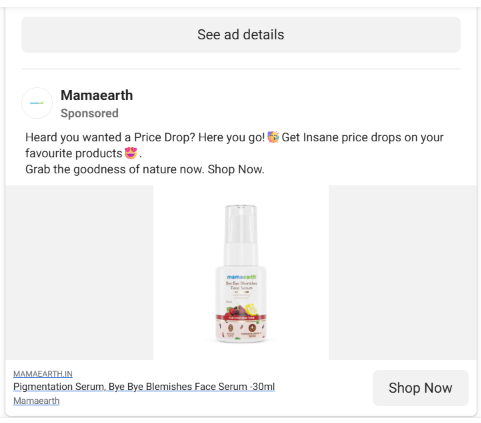 See ad details
Mamaearth
Sponsored
Heard you wanted a Price Drop? Here you go! 🥳 Get Insane price drops on your
favourite products 😍.
Grab the goodness of nature now. Shop Now.
mamaearth
Bye Bye Blemishes
Face Serum
MAMAEARTH.IN
Pigmentation Serum, Bye Bye Blemishes Face Serum -30ml
Mamaearth
Shop Now